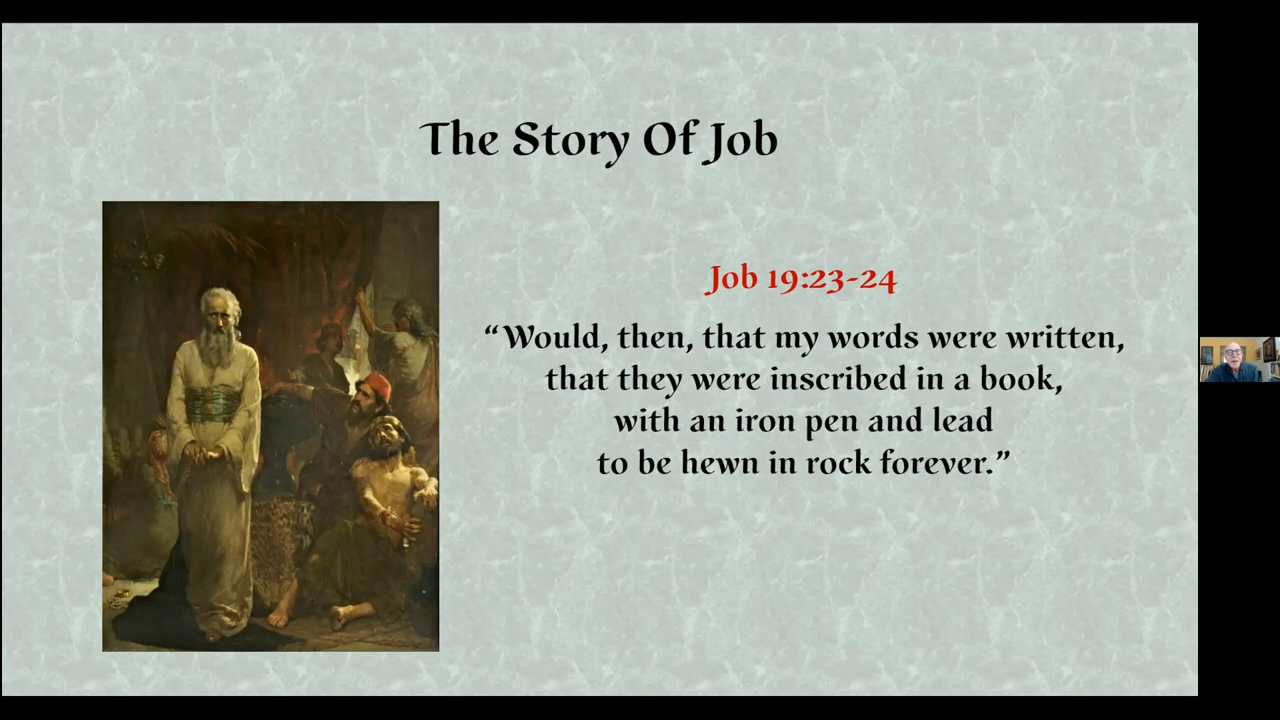 The Story Of Job
Job 19:23-24
“Would, then, that my words were written,
that they were inscribed in a book,
with an iron pen and lead
to be hewn in rock forever.”